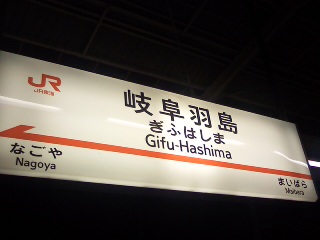 JR
JR東海
岐阜羽島
ぎふはしま
Gifu-Hashima
なごや
Nagoya
まいばら
Maibara